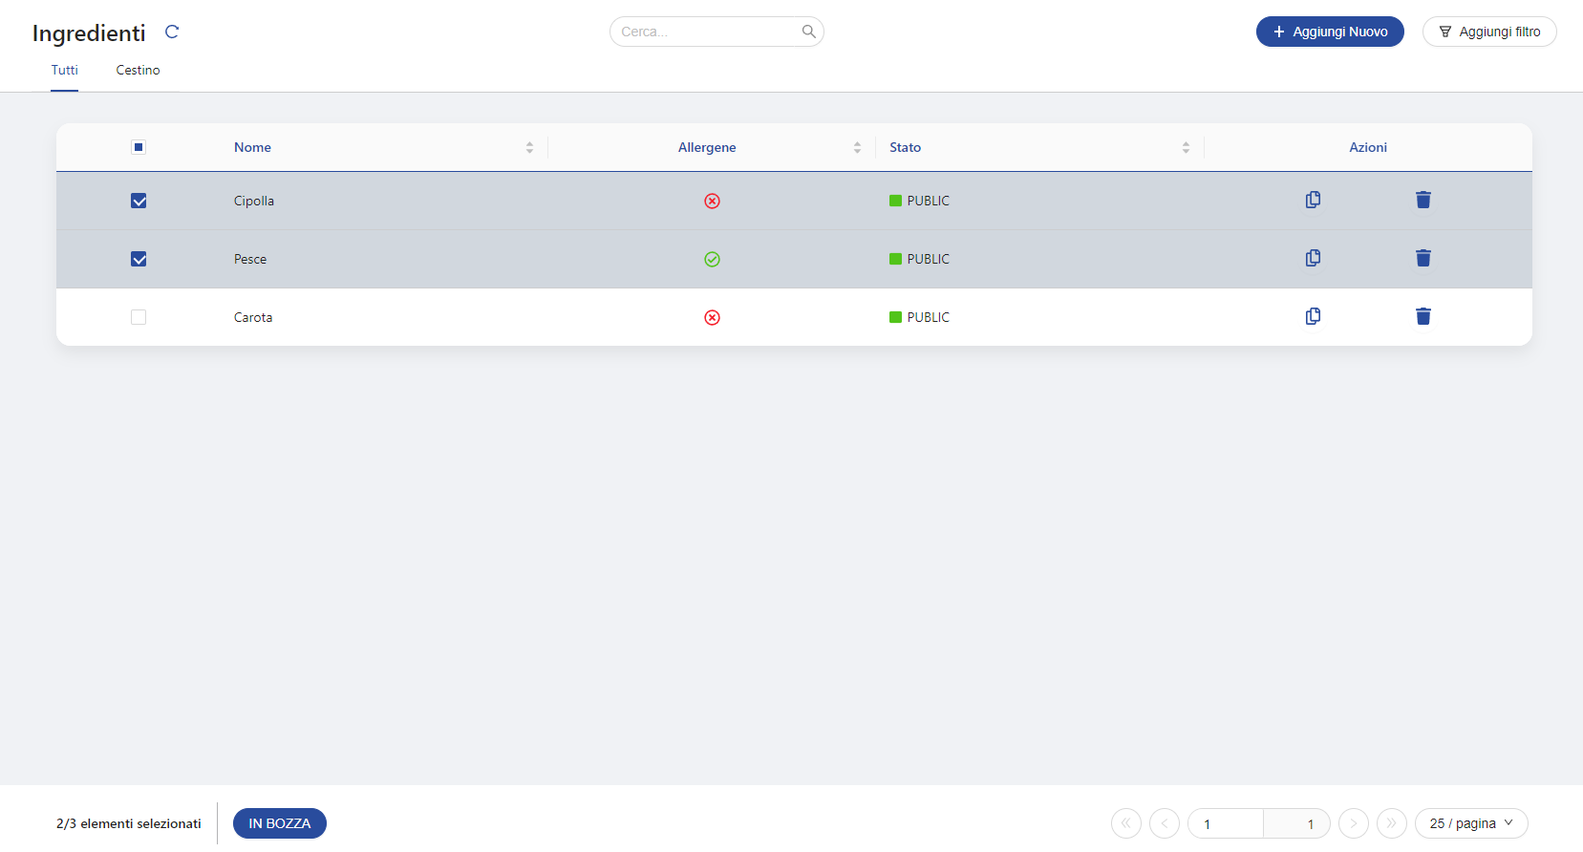 Ingredienti
Cerca...
Aggiungi Nuovo
Aggiungi filtro
Tutti
Cestino
Nome
Allergene
Stato
Azioni
Cipolla
PUBLIC
Pesce
PUBLIC
Carota
PUBLIC
2/3 elementi selezionati
IN BOZZA
1
1
25 / pagina